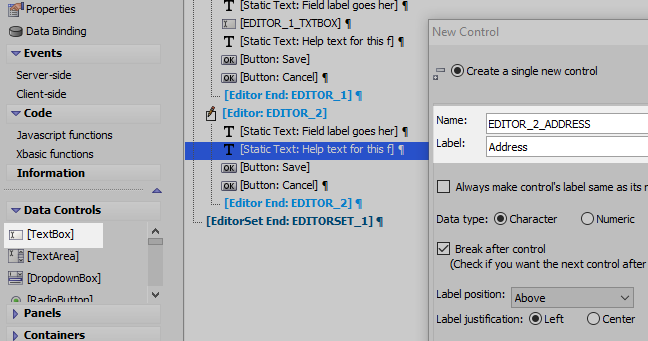 Properties
Data Binding
Events
Server-side
Client-side
Code
Javascript functions
Xbasic functions
Information
Data Controls
[TextBox]
[TextArea]
[DropdownBox]
[RadioButton]
Panels
Containers
T [Static Text: Field label goes her] ¶
[EDITOR_1_TXTBOX] ¶
T [Static Text: Help text for this f] ¶
OK [Button: Save]
OK [Button: Cancel] ¶
[Editor End: EDITOR_1] ¶
[Editor: EDITOR_2]
T [Static Text: Field label goes her] ¶
T [Static Text: Help text for this f] ¶
OK [Button: Save]
OK [Button: Cancel] ¶
[Editor End: EDITOR_2] ¶
[EditorSet End: EDITORSET_1] ¶
New Control
Create a single new control
Name: EDITOR_2_ADDRESS
Label: Address
Always make control's label same as its
Data type: Character Numeric
Break after control
(Check if you want the next control after
Label position: Above
Label justification: Left Center